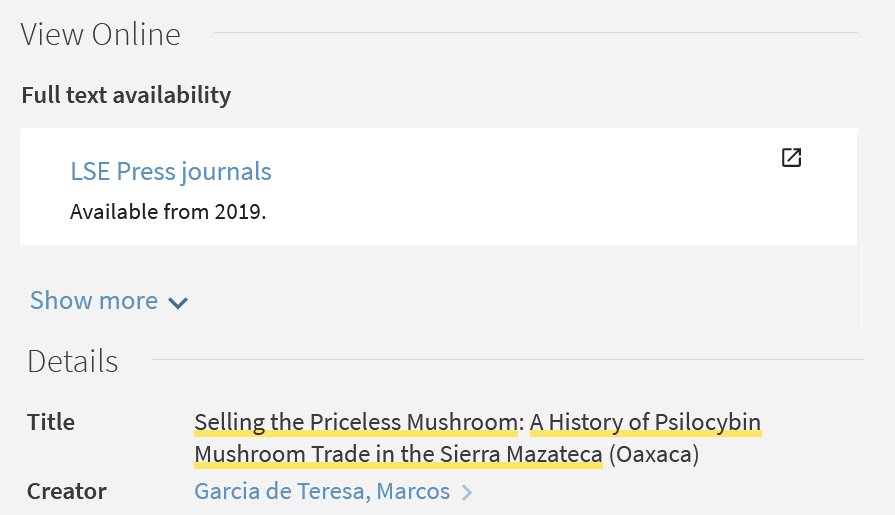 View Online
Full text availability
LSE Press journals
Available from 2019.
Show more
Details
Title
Selling the Priceless Mushroom: A History of Psilocybin
Mushroom Trade in the Sierra Mazateca (Oaxaca)
Creator
Garcia de Teresa, Marcos